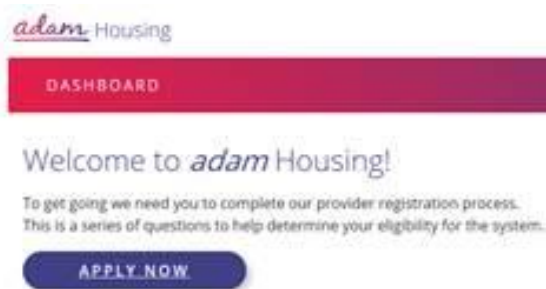 adam Housing
DASHBOARD
Welcome to adam Housing!
To get going we need you to complete our provider registration process.
This is a series of questions to help determine your eligibility for the system.
APPLY NOW